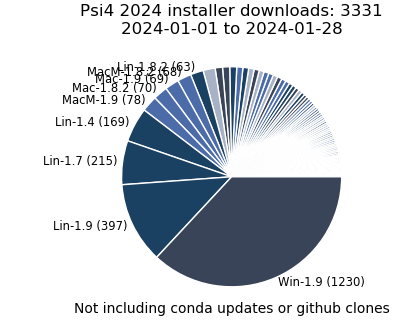 Psi4 2024 installer downloads: 3331
2024-01-01 to 2024-01-28
Lin-1.8.2 (63)
MacM-1.8.2 (68)
Mac-1.9 (69)
Mac-1.8.2 (70)
MacM-1.9 (78)
Lin-1.4 (169)
Lin-1.7 (215)
Lin-1.9 (397)
Win-1.9 (1230)
Not including conda updates or github clones